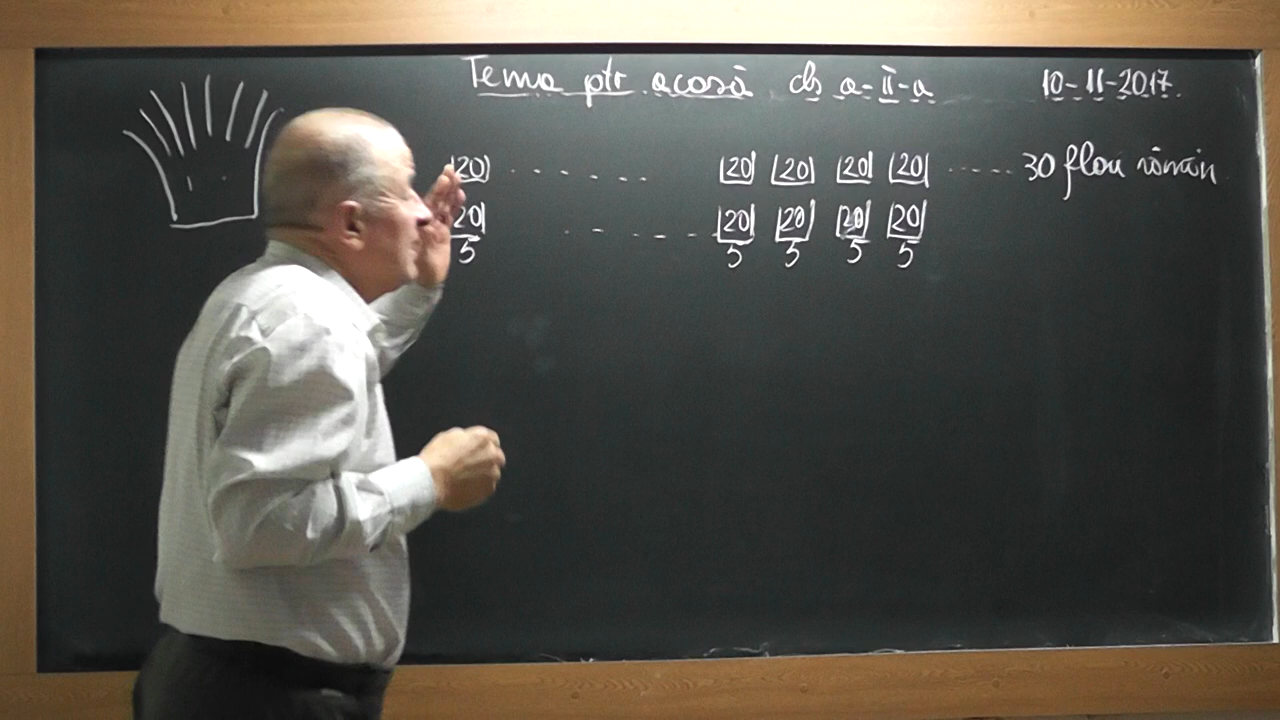 Tema ptr acasă cls a-II-a 10-11-2017.
20 ...... 20 20 20 20 ..... 30 flori rămân
20 ..... 20 20 20 20
5 5 5 5 5